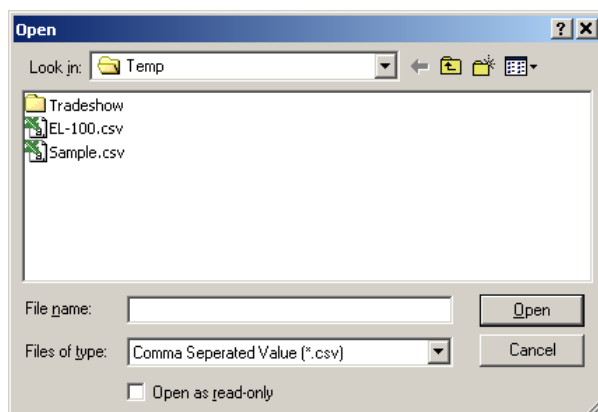 Open
Look in: Temp
Tradeshow
EL-100.csv
Sample.csv
File name: Open
Files of type: Comma Seperated Value (*.csv) Cancel
Open as read-only